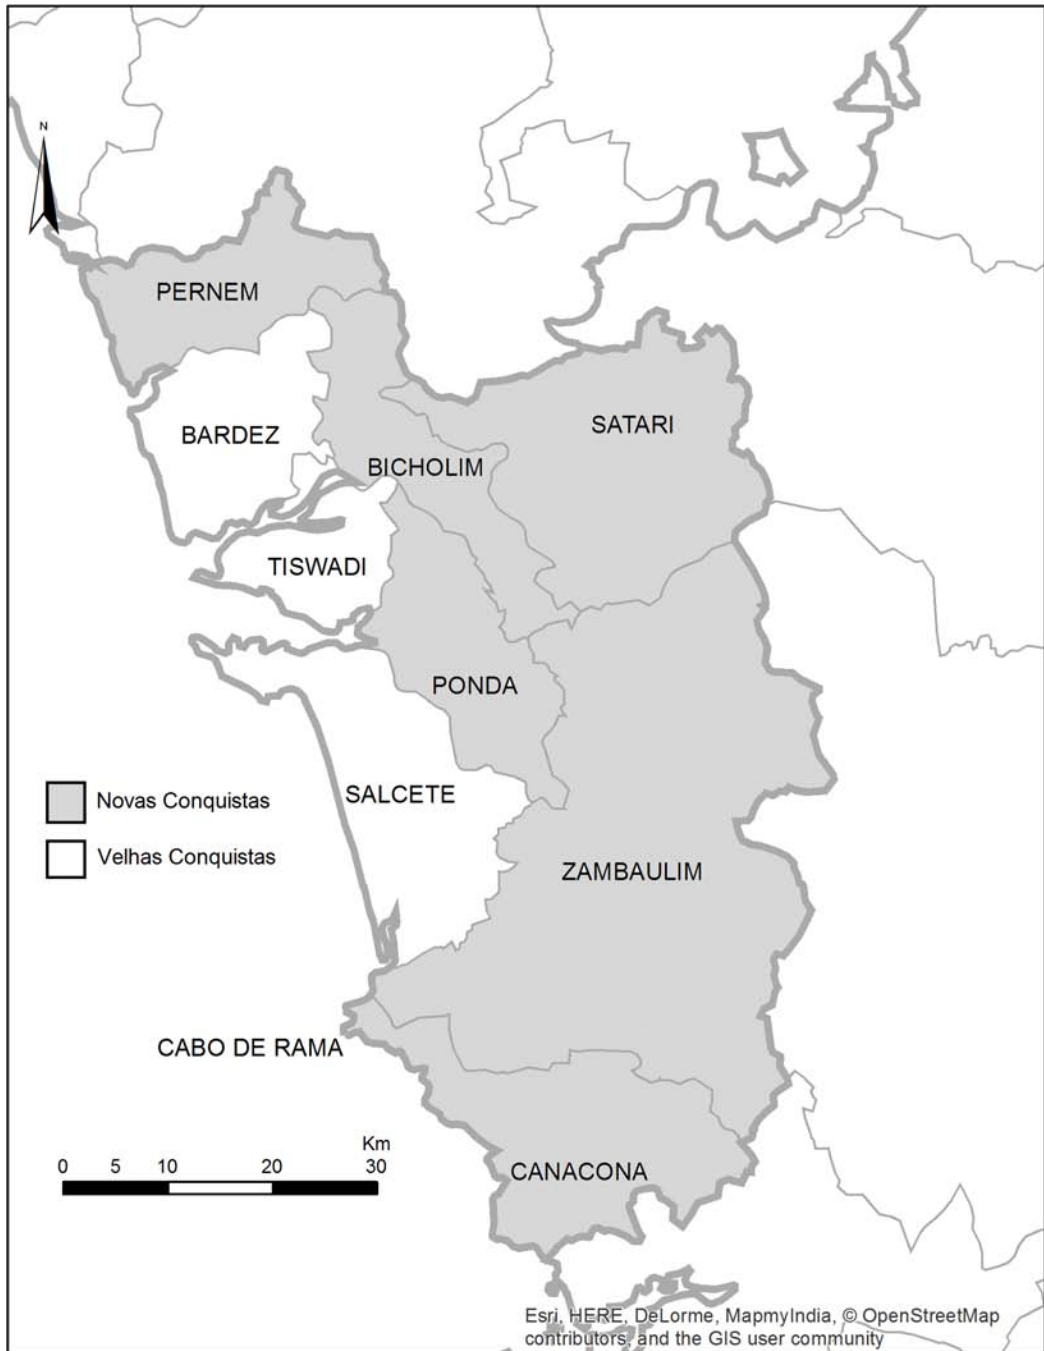 N
PERNEM
SATARI
BARDEZ
BICHOLIM
TISWADI
PONDA
Novas Conquistas
SALCETE
Velhas Conquistas
ZAMBAULIM
CABO DE RAMA
Km
0 5 10 20 30
CANACONA
Esri, HERE, DeLorme, MapmyIndia, © OpenStreetMap
contributors, and the GIS user community